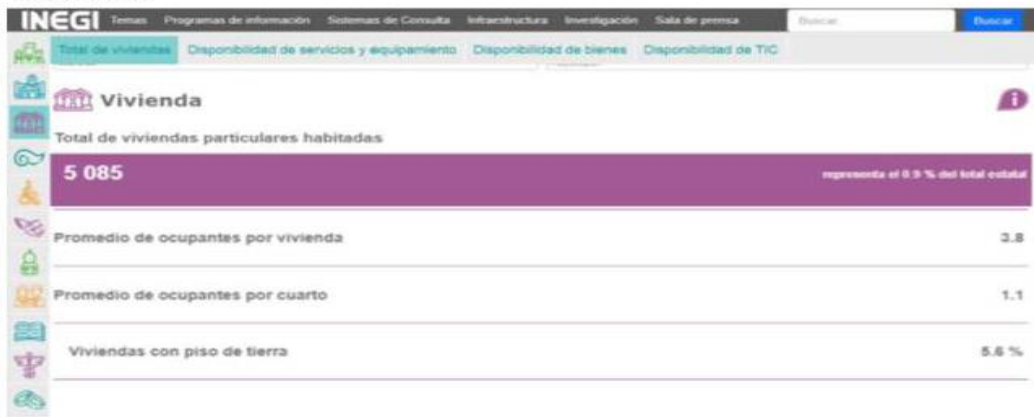 INEGI Temas Programas de información Sistemas de Consulta Infraestructura Investigación Sala de prensa Buscar Buscar
Total de viviendas Disponibilidad de servicios y equipamiento Disponibilidad de bienes Disponibilidad de TIC
Vivienda
Total de viviendas particulares habitadas
5 085 representa el 0.9 % del total estatal
Promedio de ocupantes por vivienda 3.8
Promedio de ocupantes por cuarto 1.1
Viviendas con piso de tierra 5.6 %